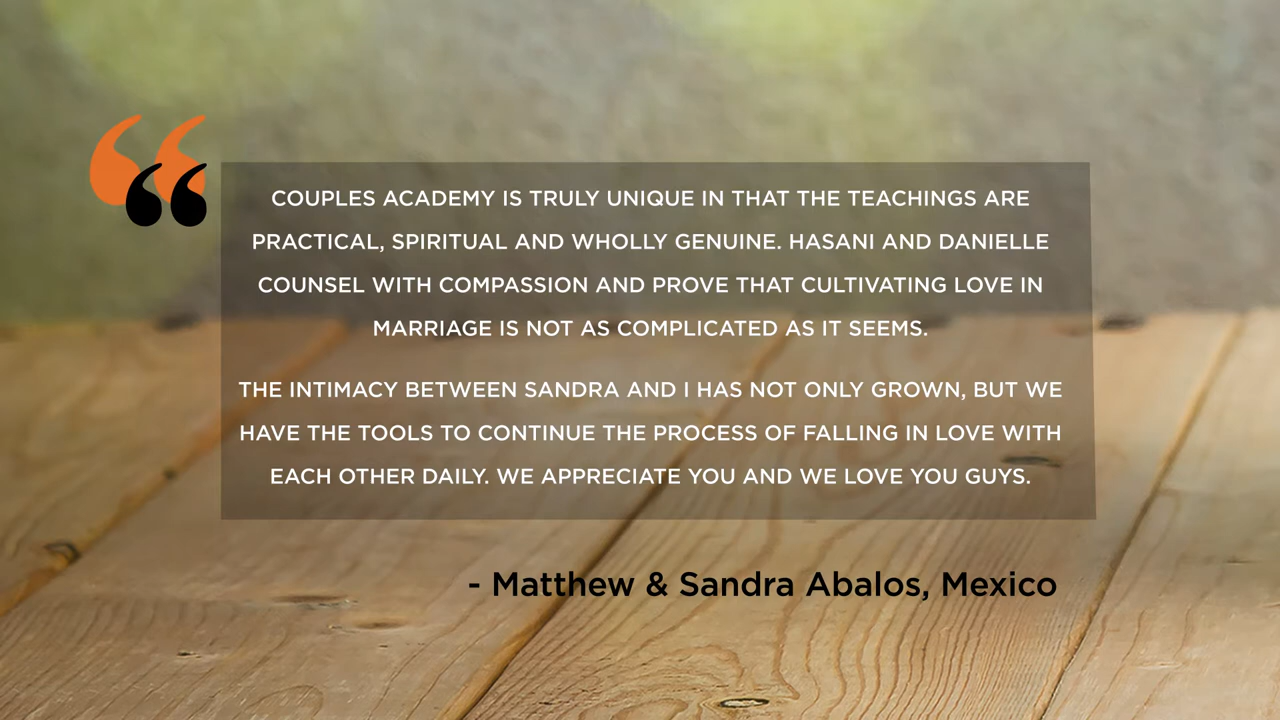 COUPLES ACADEMY IS TRULY UNIQUE IN THAT THE TEACHINGS ARE
PRACTICAL, SPIRITUAL AND WHOLLY GENUINE. HASANI AND DANIELLE
COUNSEL WITH COMPASSION AND PROVE THAT CULTIVATING LOVE IN
MARRIAGE IS NOT AS COMPLICATED AS IT SEEMS.
THE INTIMACY BETWEEN SANDRA AND I HAS NOT ONLY GROWN, BUT WE
HAVE THE TOOLS TO CONTINUE THE PROCESS OF FALLING IN LOVE WITH
EACH OTHER DAILY. WE APPRECIATE YOU AND WE LOVE YOU GUYS.
- Matthew & Sandra Abalos, Mexico